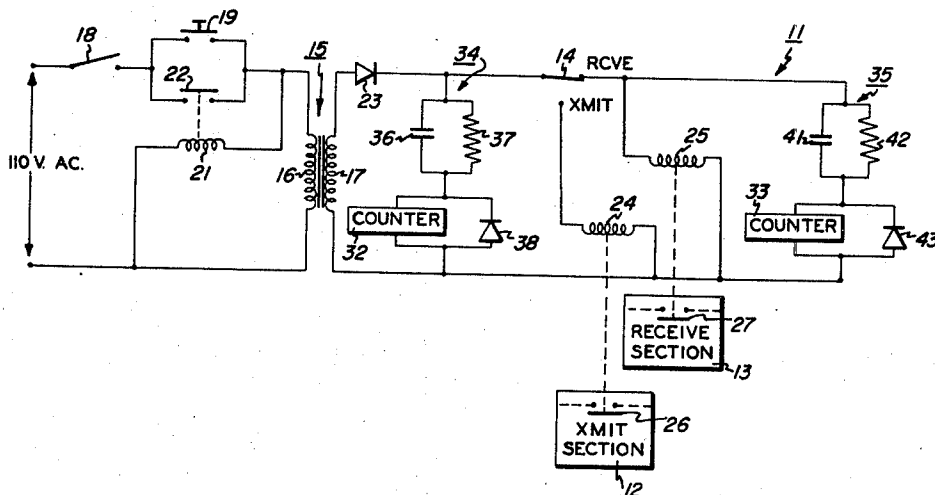 19
18
22
15
14
RCVE
11
34
35
23
XMIT
36
37
25
41
42
110 V. AC.
21
16
17
24
33
COUNTER
32
38
COUNTER
43
27
RECEIVE
SECTION
13
26
XMIT
SECTION
12